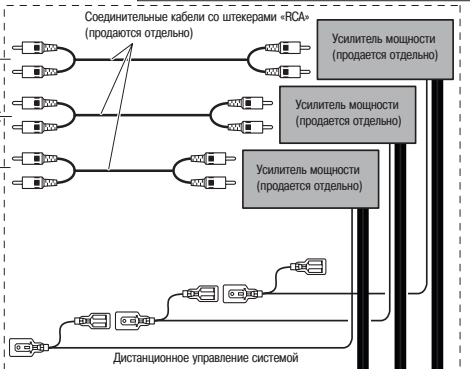 Соединительные кабели со штекерами «RCA»
(продаются отдельно)
Усилитель мощности
(продается отдельно)
Усилитель мощности
(продается отдельно)
Усилитель мощности
(продается отдельно)
Дистанционное управление системой